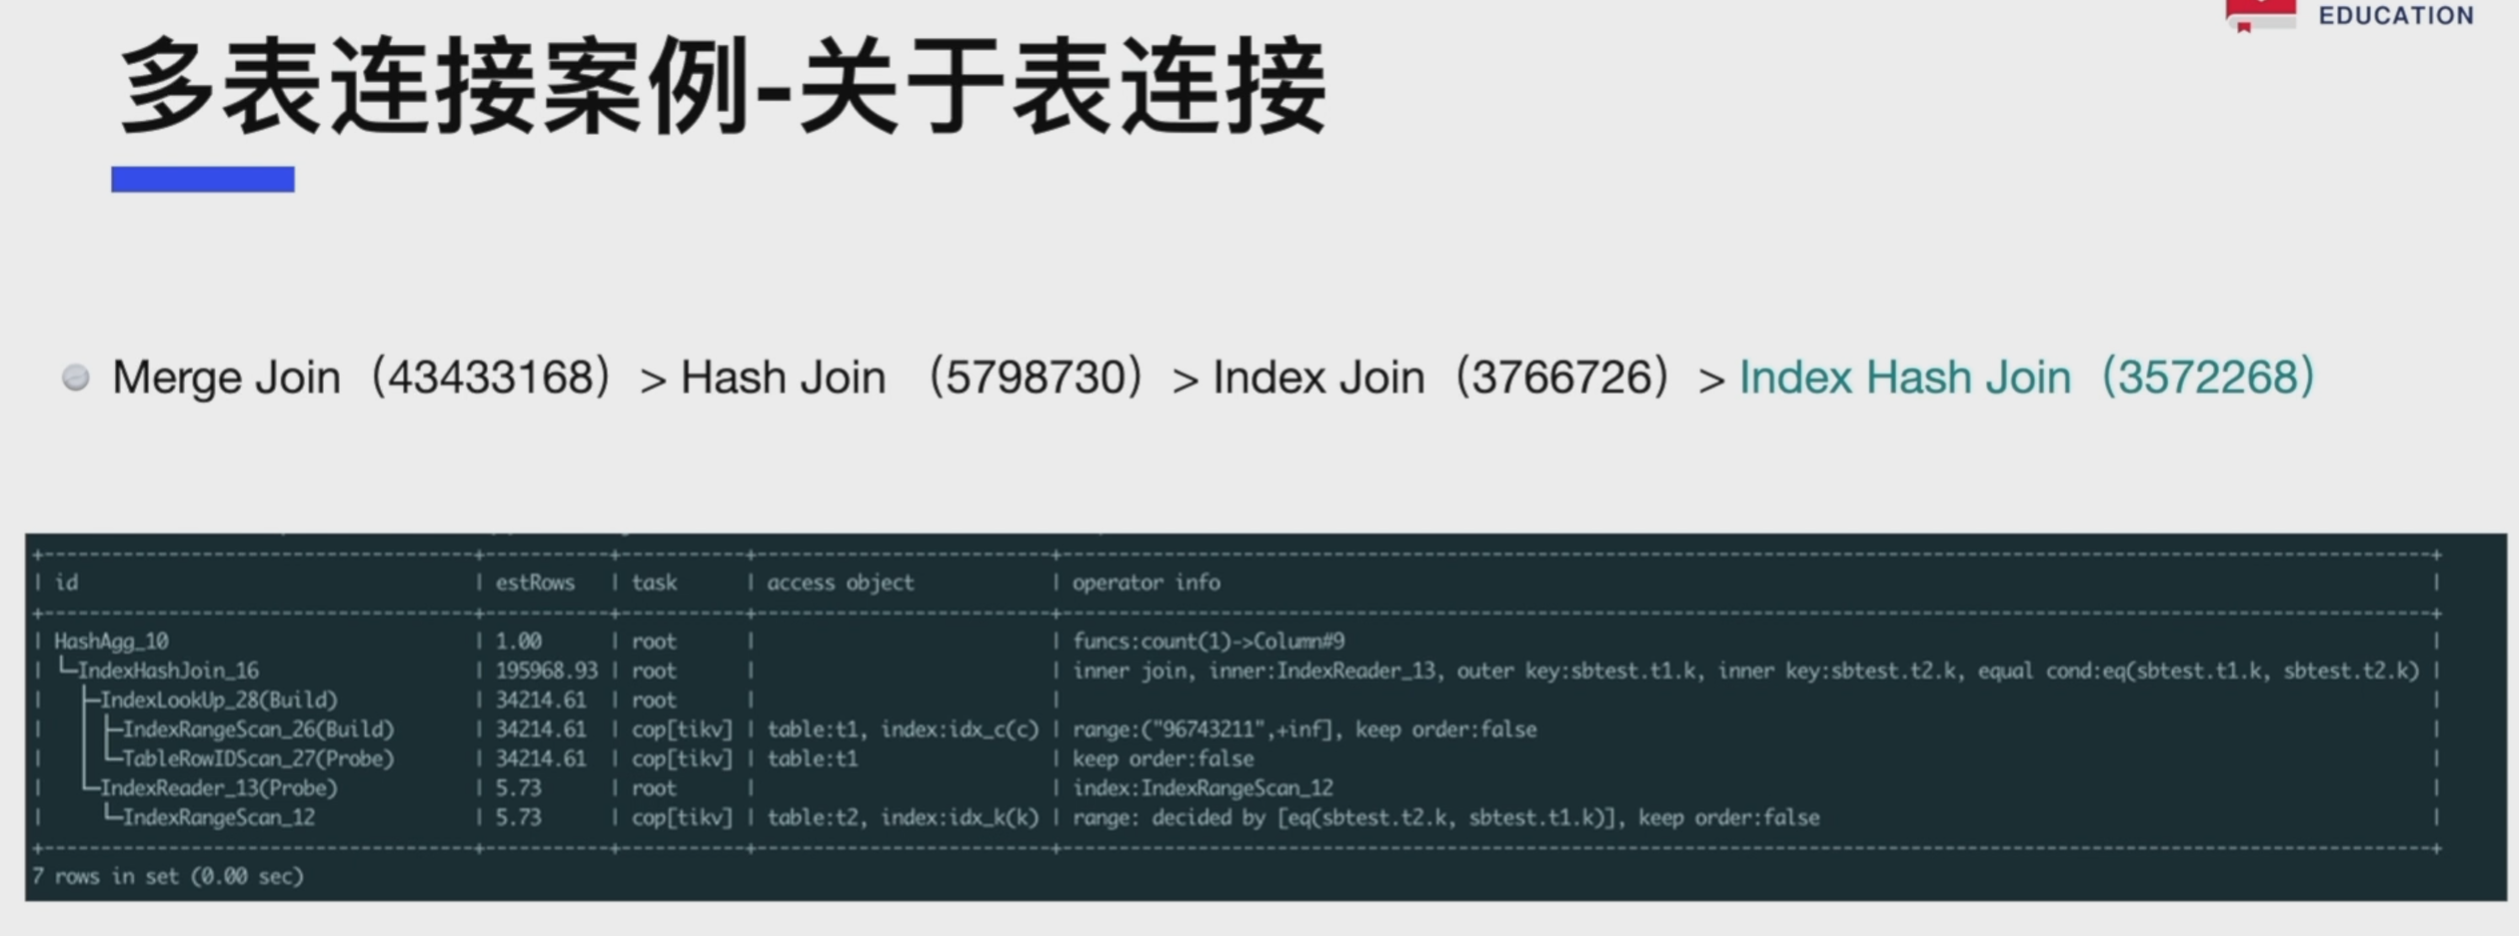 EDUCATION
多表连接案例-关于表连接
Merge Join（43433168）> Hash Join （5798730）> Index Join（3766726）> Index Hash Join（3572268）
| id | estRows | task | access object | operator info |
| HashAgg_10 | 1.00 | root | | funcs:count(1)->Column#9 |
| └─IndexHashJoin_16 | 195968.93 | root | | inner join, inner:IndexReader_13, outer key:sbtest.t1.k, inner key:sbtest.t2.k, equal cond:eq(sbtest.t1.k, sbtest.t2.k) |
| ├─IndexLookUp_28(Build) | 34214.61 | root | | |
| │ ├─IndexRangeScan_26(Build) | 34214.61 | cop[tikv] | table:t1, index:idx_c(c) | range:("96743211",+inf], keep order:false |
| │ └─TableRowIDScan_27(Probe) | 34214.61 | cop[tikv] | table:t1 | keep order:false |
| └─IndexReader_13(Probe) | 5.73 | root | | index:IndexRangeScan_12 |
| └─IndexRangeScan_12 | 5.73 | cop[tikv] | table:t2, index:idx_k(k) | range: decided by [eq(sbtest.t2.k, sbtest.t1.k)], keep order:false |
7 rows in set (0.00 sec)